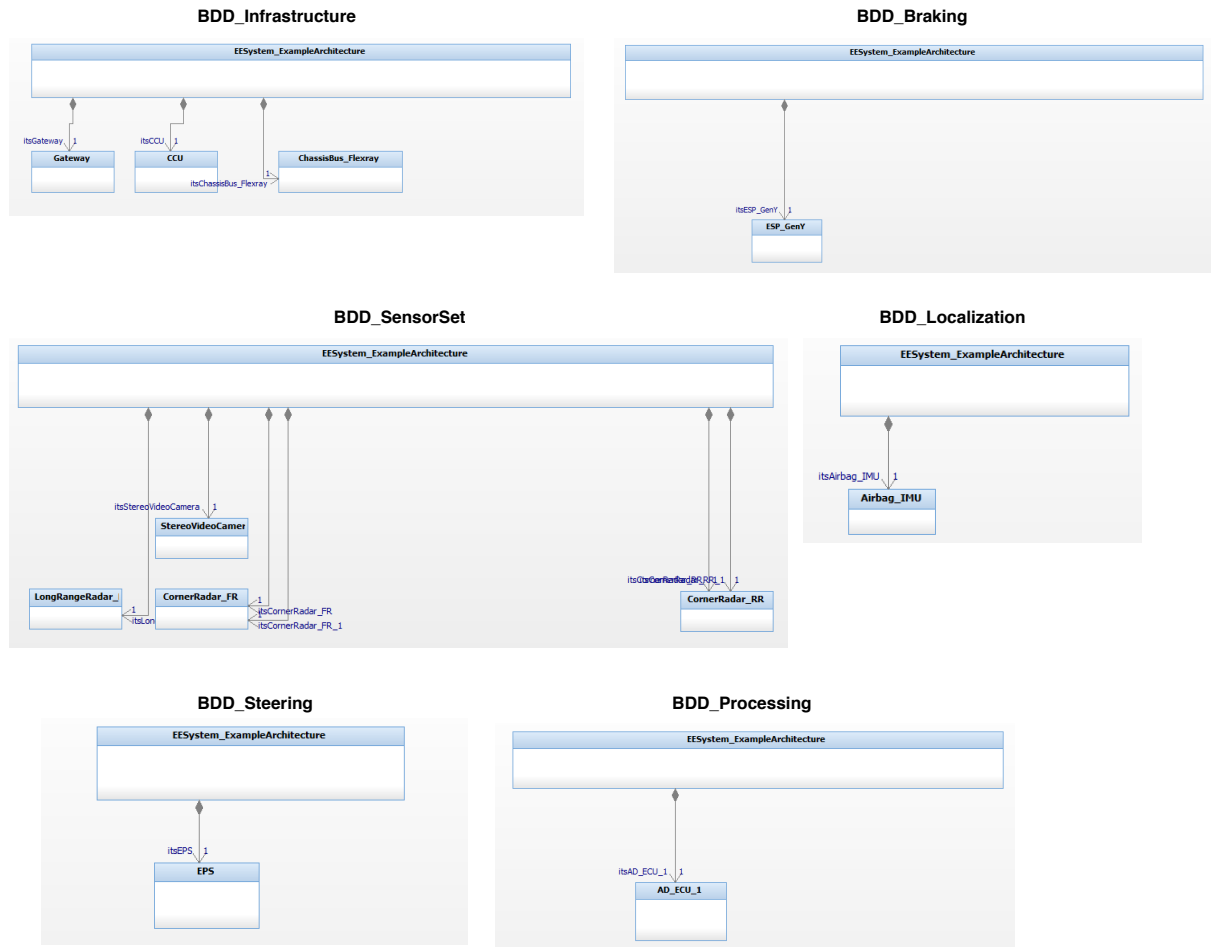 BDD_Infrastructure
EESystem_ExampleArchitecture
itsGateway 1
itsCCU 1
Gateway
CCU
ChassisBus_Flexray
1
itsChassisBus_Flexray
BDD_Braking
EESystem_ExampleArchitecture
itsESP_GenY 1
ESP_GenY
BDD_SensorSet
EESystem_ExampleArchitecture
itsStereoVideoCamera 1
StereoVideoCamer
LongRangeRadar_
1
itsLon
CornerRadar_FR
1
itsCornerRadar_FR
1
itsCornerRadar_FR_1
1 1
CornerRadar_RR
BDD_Localization
EESystem_ExampleArchitecture
itsAirbag_IMU 1
Airbag_IMU
BDD_Steering
EESystem_ExampleArchitecture
itsEPS 1
EPS
BDD_Processing
EESystem_ExampleArchitecture
itsAD_ECU_1 1
AD_ECU_1